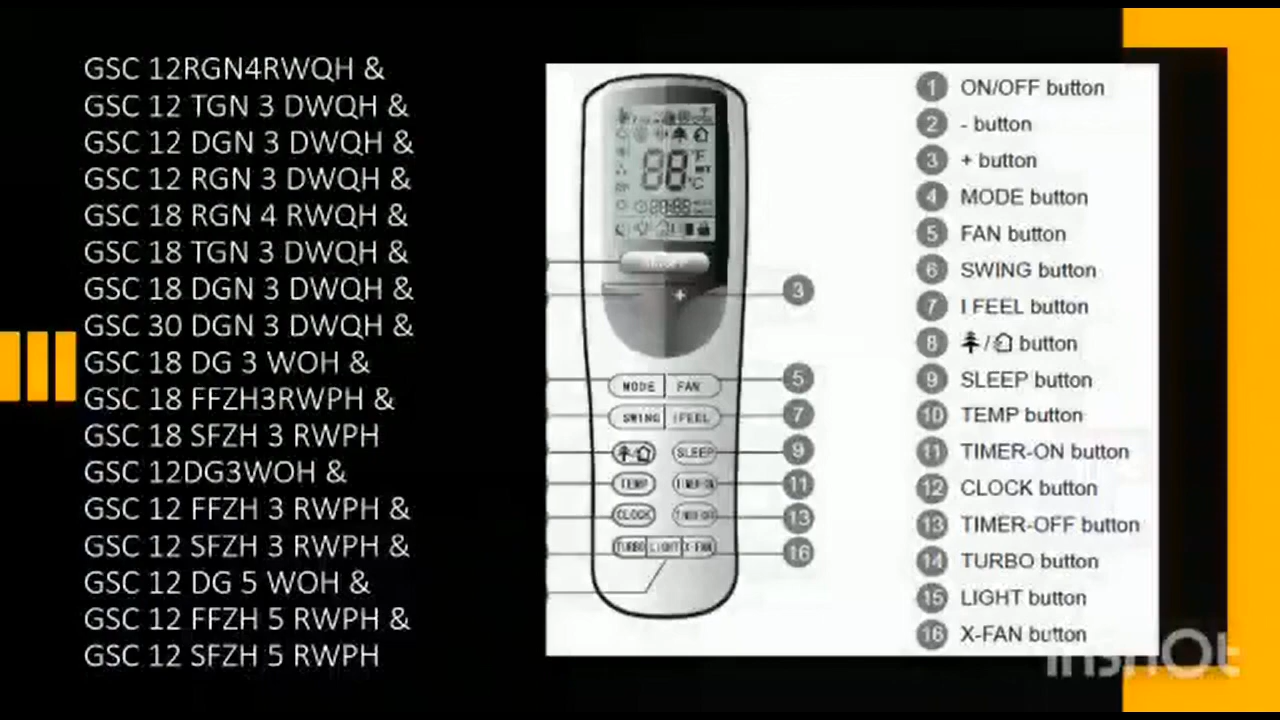 GSC 12RGN4RWQH &
GSC 12 TGN 3 DWQH &
GSC 12 DGN 3 DWQH &
GSC 12 RGN 3 DWQH &
GSC 18 RGN 4 RWQH &
GSC 18 TGN 3 DWQH &
GSC 18 DGN 3 DWQH &
GSC 30 DGN 3 DWQH &
GSC 18 DG 3 WOH &
GSC 18 FFZH3RWPH &
GSC 18 SFZH 3 RWPH
GSC 12DG3WOH &
GSC 12 FFZH 3 RWPH &
GSC 12 SFZH 3 RWPH &
GSC 12 DG 5 WOH &
GSC 12 FFZH 5 RWPH &
GSC 12 SFZH 5 RWPH
88 °F
°C
88:88
+
3
MODE FAN
5
SWING I FEEL
7
SLEEP
9
TEMP TIMER-ON
11
CLOCK TIMER-OFF
13
TURBO LIGHT X-FAN
16
1 ON/OFF button
2 - button
3 + button
4 MODE button
5 FAN button
6 SWING button
7 I FEEL button
8 / button
9 SLEEP button
10 TEMP button
11 TIMER-ON button
12 CLOCK button
13 TIMER-OFF button
14 TURBO button
15 LIGHT button
16 X-FAN button
InShOt